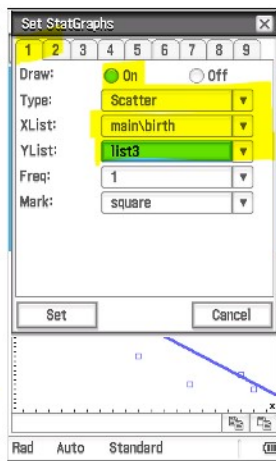 Set StatGraphs
1 2 3 4 5 6 7 8 9
Draw: On Off
Type: Scatter
XList: main\birth
YList: list3
Freq: 1
Mark: square
Set Cancel
x
Rad Auto Standard